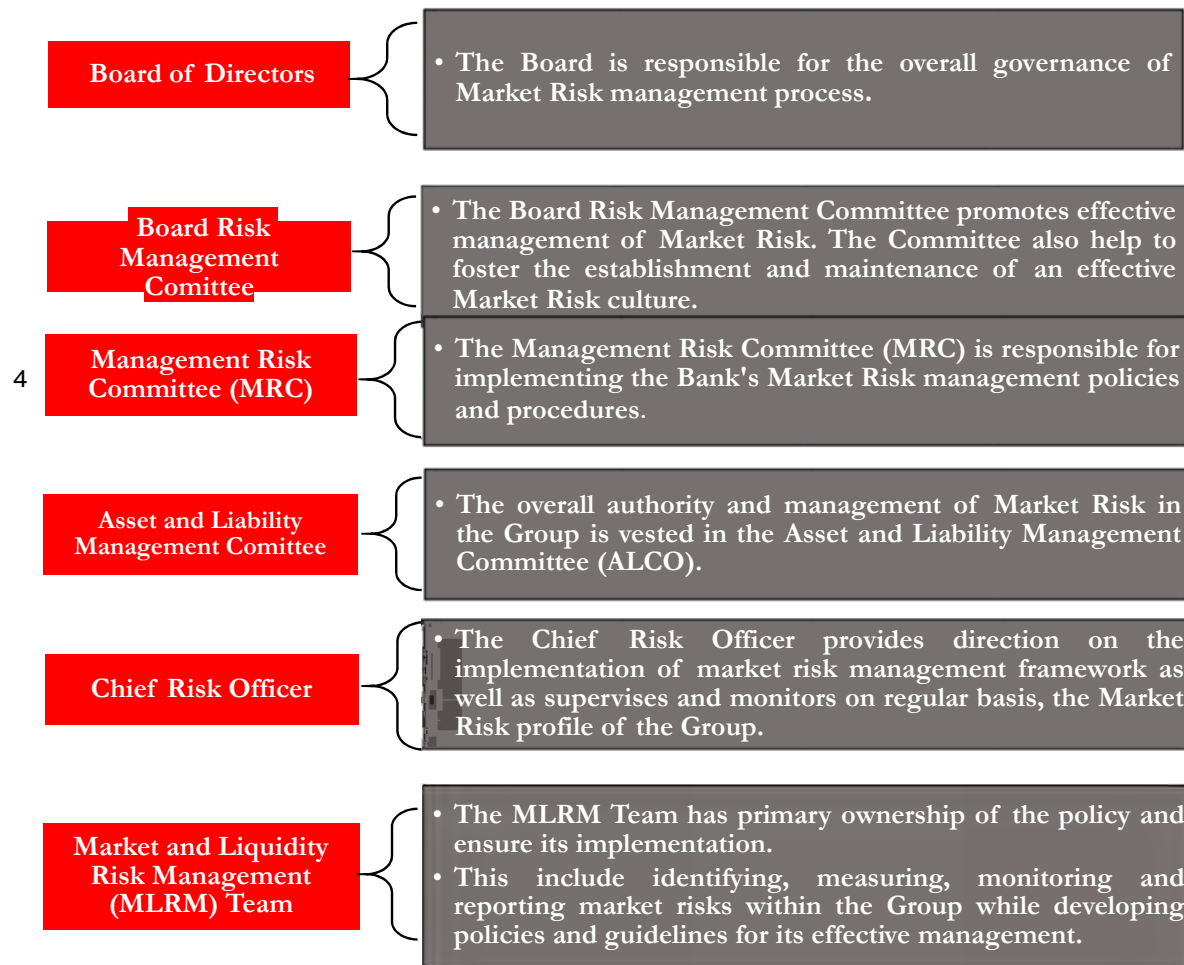 Board of Directors
• The Board is responsible for the overall governance of
Market Risk management process.
Board Risk
Management
Comittee
• The Board Risk Management Committee promotes effective
management of Market Risk. The Committee also help to
foster the establishment and maintenance of an effective
Market Risk culture.
4
Management Risk
Committee (MRC)
• The Management Risk Committee (MRC) is responsible for
implementing the Bank's Market Risk management policies
and procedures.
Asset and Liability
Management Comittee
• The overall authority and management of Market Risk in
the Group is vested in the Asset and Liability Management
Committee (ALCO).
Chief Risk Officer
• The Chief Risk Officer provides direction on the
implementation of market risk management framework as
well as supervises and monitors on regular basis, the Market
Risk profile of the Group.
Market and Liquidity
Risk Management
(MLRM) Team
• The MLRM Team has primary ownership of the policy and
ensure its implementation.
• This include identifying, measuring, monitoring and
reporting market risks within the Group while developing
policies and guidelines for its effective management.